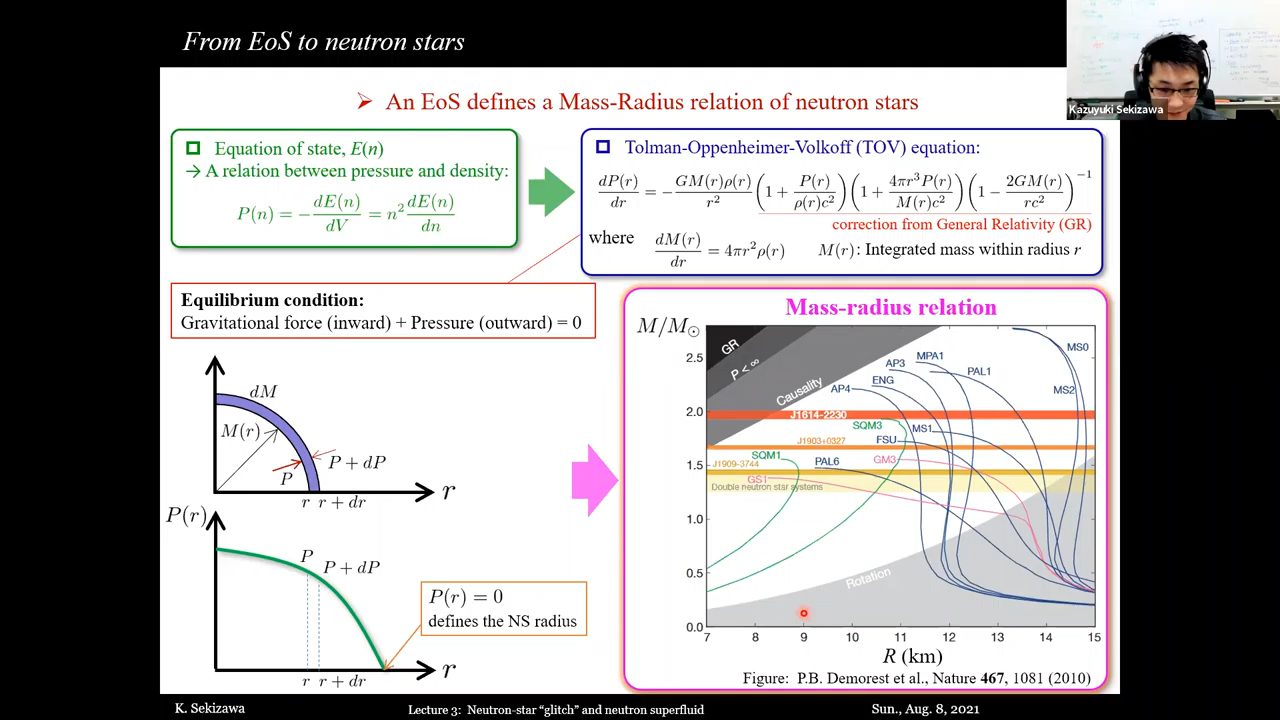 From EoS to neutron stars
Kazuyuki Sekizawa
➢ An EoS defines a Mass-Radius relation of neutron stars
❑ Equation of state, E(n)
→ A relation between pressure and density:
P(n) = −dE(n)/dV = n² dE(n)/dn
❑ Tolman-Oppenheimer-Volkoff (TOV) equation:
dP(r)/dr = −GM(r)ρ(r)/r² (1 + P(r)/ρ(r)c²)(1 + 4πr³P(r)/M(r)c²)(1 − 2GM(r)/rc²)⁻¹
correction from General Relativity (GR)
where dM(r)/dr = 4πr²ρ(r) M(r): Integrated mass within radius r
Equilibrium condition:
Gravitational force (inward) + Pressure (outward) = 0
dM
M(r)
P + dP
P
r r + dr
r
P(r)
P
P + dP
P(r) = 0
defines the NS radius
r r + dr
r
Mass-radius relation
M/M⊙
2.5
2.0
1.5
1.0
0.5
0.0
GR
P < ∞
Causality
AP3
MPA1
MS0
AP4
ENG
PAL1
MS2
J1614-2230
SQM3
MS1
J1903+0327
FSU
SQM1
PAL6
GM3
J1909-3744
GS1
Double neutron star systems
Rotation
7 8 9 10 11 12 13 14 15
R (km)
Figure: P.B. Demorest et al., Nature 467, 1081 (2010)
K. Sekizawa
Lecture 3: Neutron-star “glitch” and neutron superfluid
Sun., Aug. 8, 2021